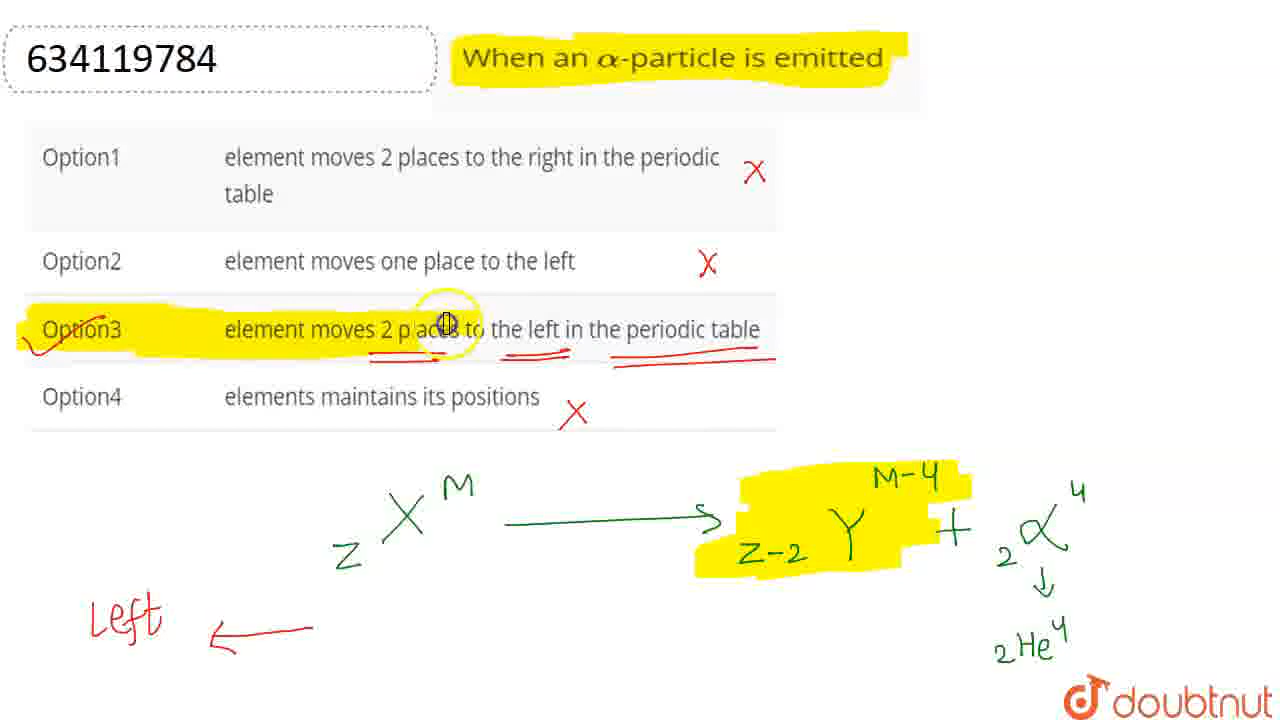 634119784
When an α-particle is emitted
Option1 element moves 2 places to the right in the periodic
table X
Option2 element moves one place to the left X
Option3 element moves 2 places to the left in the periodic table
Option4 elements maintains its positions X
Z X M → Z-2 Y M-4 + 2 α 4
↓
Left ← 2 He 4
doubtnut